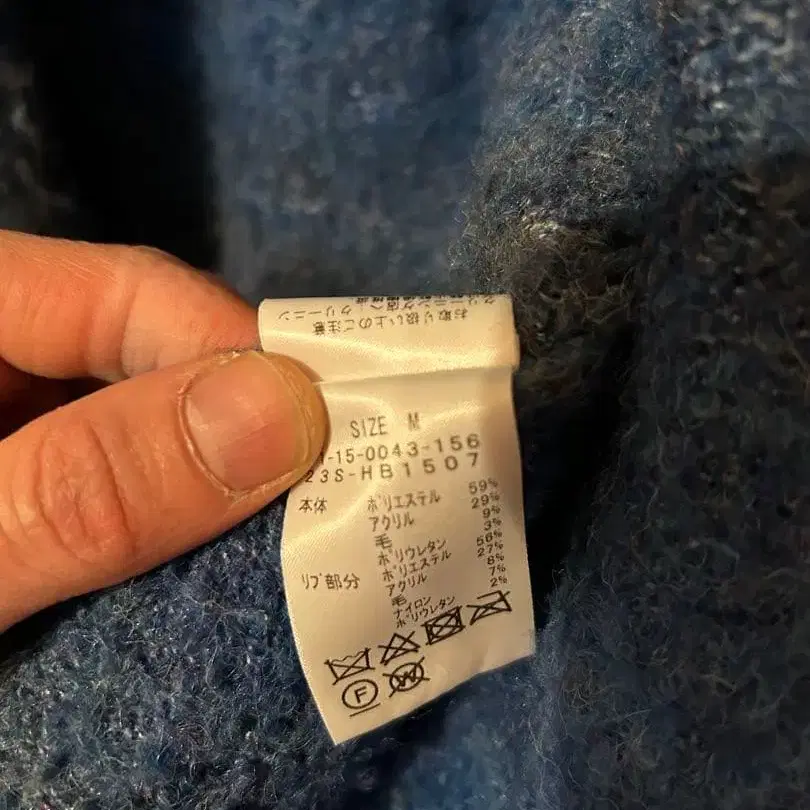 お取り扱い上のご注意
SIZE M
1-15-0043-156
23S-HB1507
本体 ポリエステル 59%
アクリル 29%
毛 9%
ポリウレタン 3%
リブ部分 ポリエステル 56%
アクリル 27%
毛 8%
ナイロン 7%
ポリウレタン 2%
F
W